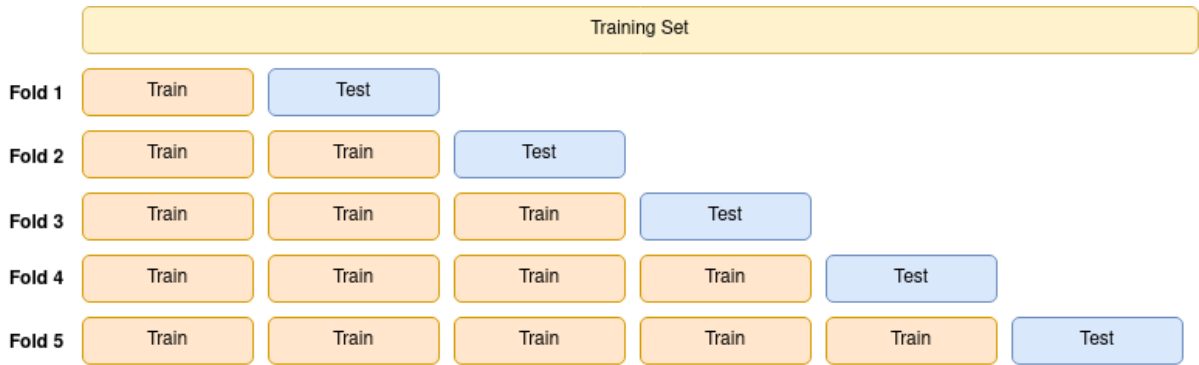 Training Set
Fold 1 Train Test
Fold 2 Train Train Test
Fold 3 Train Train Train Test
Fold 4 Train Train Train Train Test
Fold 5 Train Train Train Train Train Test